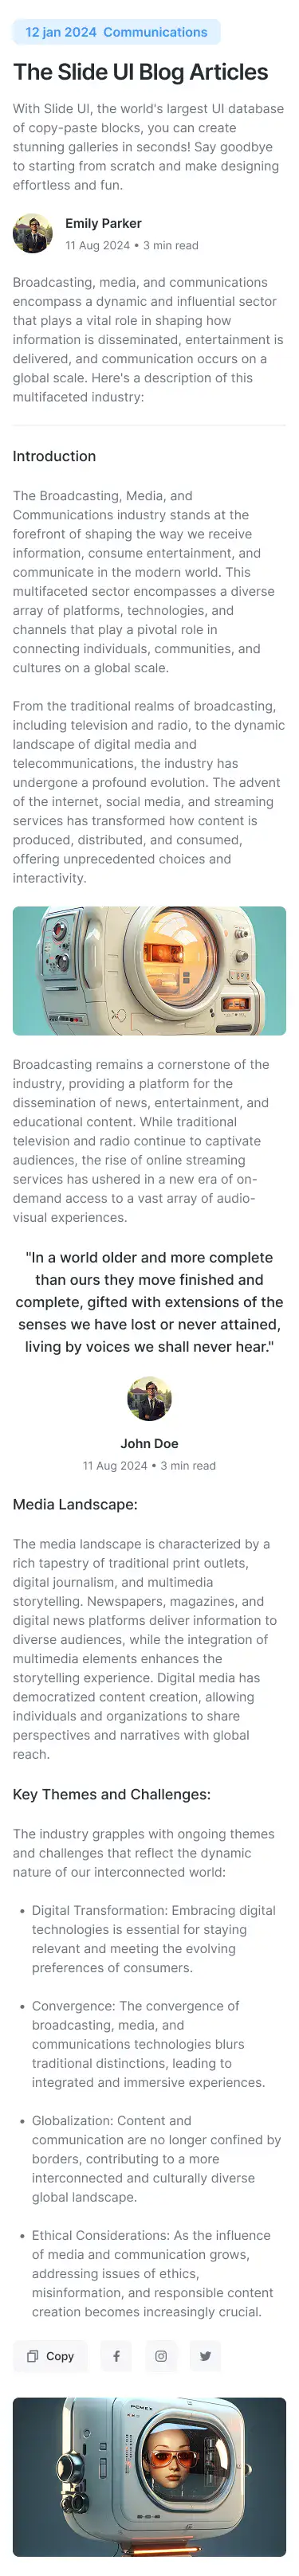 12 jan 2024 Communications
The Slide UI Blog Articles
With Slide UI, the world's largest UI database
of copy-paste blocks, you can create
stunning galleries in seconds! Say goodbye
to starting from scratch and make designing
effortless and fun.
Emily Parker
11 Aug 2024 • 3 min read
Broadcasting, media, and communications
encompass a dynamic and influential sector
that plays a vital role in shaping how
information is disseminated, entertainment is
delivered, and communication occurs on a
global scale. Here's a description of this
multifaceted industry:
Introduction
The Broadcasting, Media, and
Communications industry stands at the
forefront of shaping the way we receive
information, consume entertainment, and
communicate in the modern world. This
multifaceted sector encompasses a diverse
array of platforms, technologies, and
channels that play a pivotal role in
connecting individuals, communities, and
cultures on a global scale.
From the traditional realms of broadcasting,
including television and radio, to the dynamic
landscape of digital media and
telecommunications, the industry has
undergone a profound evolution. The advent
of the internet, social media, and streaming
services has transformed how content is
produced, distributed, and consumed,
offering unprecedented choices and
interactivity.
Broadcasting remains a cornerstone of the
industry, providing a platform for the
dissemination of news, entertainment, and
educational content. While traditional
television and radio continue to captivate
audiences, the rise of online streaming
services has ushered in a new era of on-
demand access to a vast array of audio-
visual experiences.
"In a world older and more complete
than ours they move finished and
complete, gifted with extensions of the
senses we have lost or never attained,
living by voices we shall never hear."
John Doe
11 Aug 2024 • 3 min read
Media Landscape:
The media landscape is characterized by a
rich tapestry of traditional print outlets,
digital journalism, and multimedia
storytelling. Newspapers, magazines, and
digital news platforms deliver information to
diverse audiences, while the integration of
multimedia elements enhances the
storytelling experience. Digital media has
democratized content creation, allowing
individuals and organizations to share
perspectives and narratives with global
reach.
Key Themes and Challenges:
The industry grapples with ongoing themes
and challenges that reflect the dynamic
nature of our interconnected world:
• Digital Transformation: Embracing digital
technologies is essential for staying
relevant and meeting the evolving
preferences of consumers.
• Convergence: The convergence of
broadcasting, media, and
communications technologies blurs
traditional distinctions, leading to
integrated and immersive experiences.
• Globalization: Content and
communication are no longer confined by
borders, contributing to a more
interconnected and culturally diverse
global landscape.
• Ethical Considerations: As the influence
of media and communication grows,
addressing issues of ethics,
misinformation, and responsible content
creation becomes increasingly crucial.
Copy